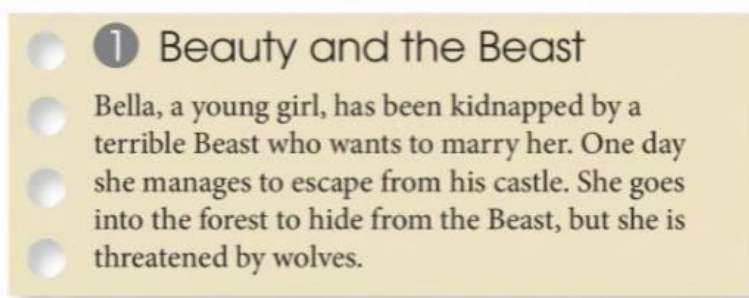 1 Beauty and the Beast
Bella, a young girl, has been kidnapped by a
terrible Beast who wants to marry her. One day
she manages to escape from his castle. She goes
into the forest to hide from the Beast, but she is
threatened by wolves.